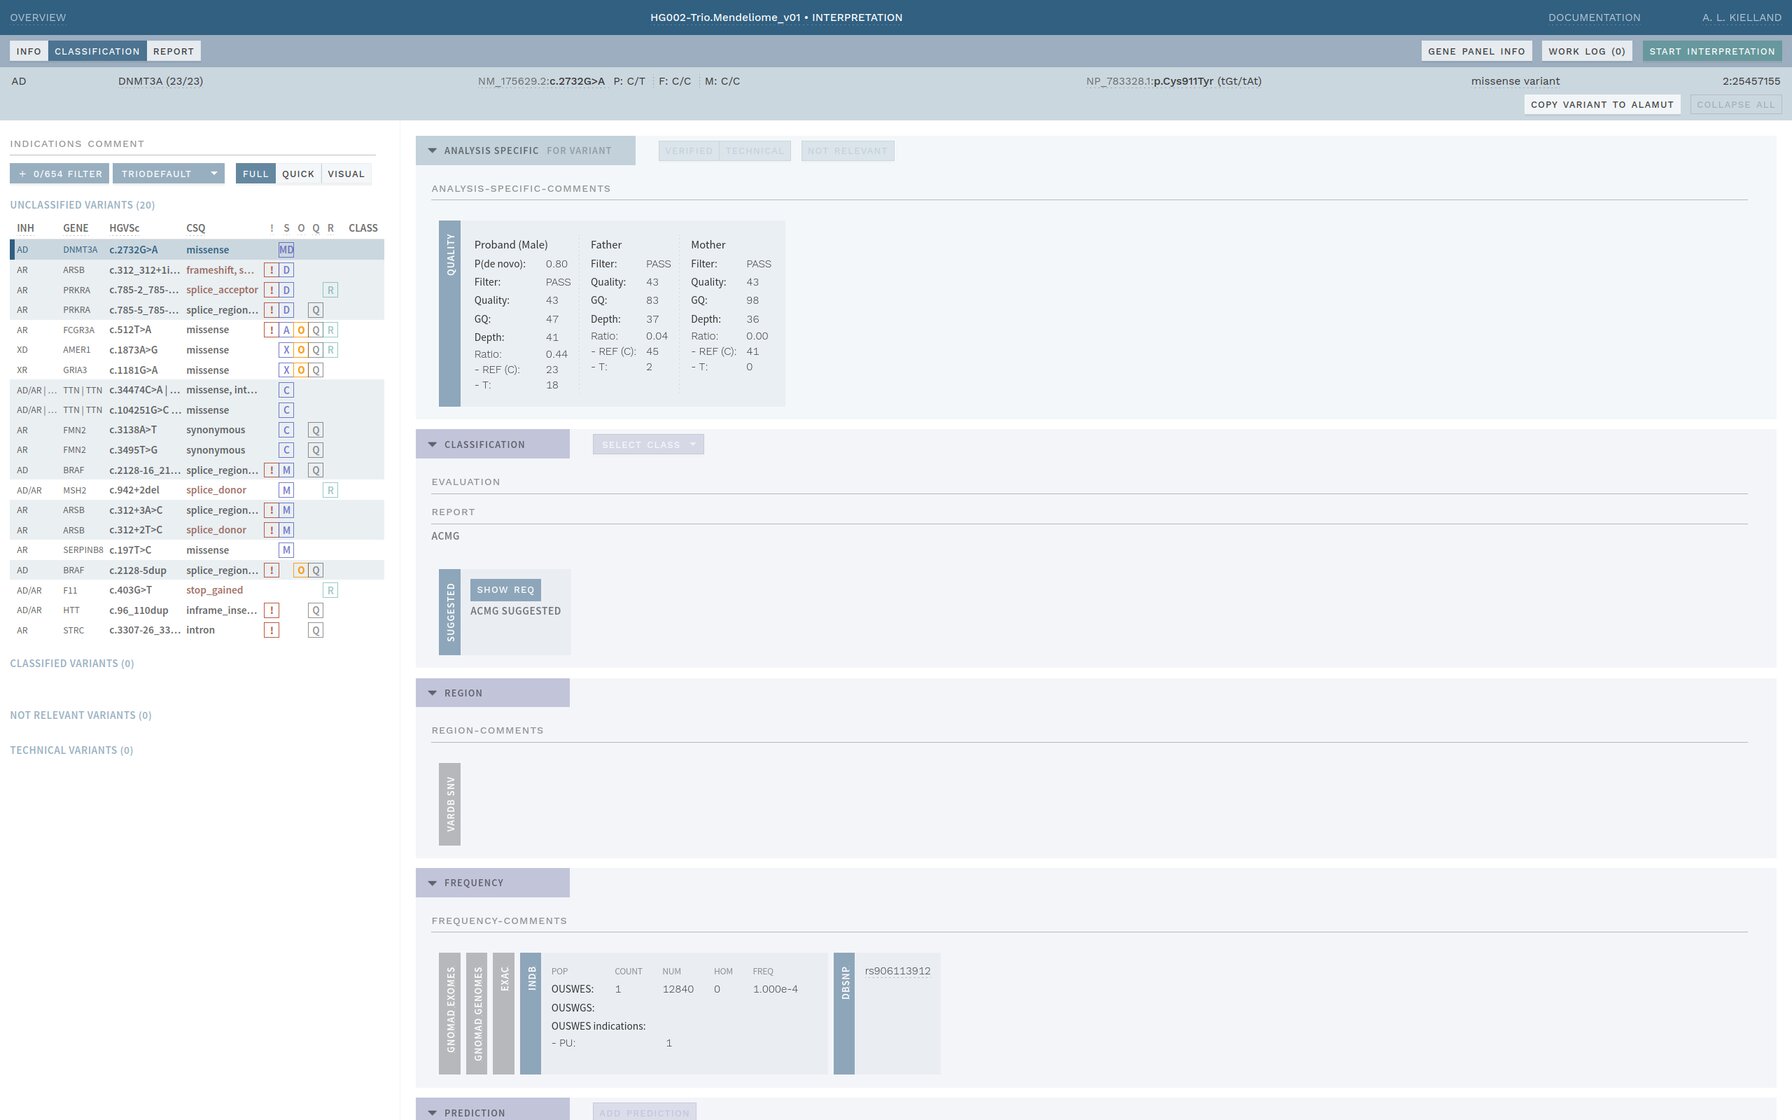 OVERVIEW HG002-Trio.Mendeliome_v01 • INTERPRETATION DOCUMENTATION A. L. KIELLAND
INFO CLASSIFICATION REPORT GENE PANEL INFO WORK LOG (0) START INTERPRETATION
AD DNMT3A (23/23) NM_175629.2:c.2732G>A P: C/T F: C/C M: C/C NP_783328.1:p.Cys911Tyr (tGt/tAt) missense variant 2:25457155
COPY VARIANT TO ALAMUT COLLAPSE ALL
INDICATIONS COMMENT
+ 0/654 FILTER TRIODEFAULT FULL QUICK VISUAL
UNCLASSIFIED VARIANTS (20)
INH GENE HGVSc CSQ ! S O Q R CLASS
AD DNMT3A c.2732G>A missense MD
AR ARSB c.312_312+1i... frameshift, s... ! D
AR PRKRA c.785-2_785-... splice_acceptor ! D R
AR PRKRA c.785-5_785-... splice_region... ! D Q
AR FCGR3A c.512T>A missense ! A O Q R
XD AMER1 c.1873A>G missense X O Q R
XR GRIA3 c.1181G>A missense X O Q
AD/AR | ... TTN | TTN c.34474C>A | ... missense, int... C
AD/AR | ... TTN | TTN c.104251G>C ... missense C
AR FMN2 c.3138A>T synonymous C Q
AR FMN2 c.3495T>G synonymous C Q
AD BRAF c.2128-16_21... splice_region... ! M Q
AD/AR MSH2 c.942+2del splice_donor M R
AR ARSB c.312+3A>C splice_region... ! M
AR ARSB c.312+2T>C splice_donor ! M
AR SERPINB8 c.197T>C missense M
AD BRAF c.2128-5dup splice_region... ! O Q
AD/AR F11 c.403G>T stop_gained R
AD/AR HTT c.96_110dup inframe_inse... ! Q
AR STRC c.3307-26_33... intron ! Q
CLASSIFIED VARIANTS (0)
NOT RELEVANT VARIANTS (0)
TECHNICAL VARIANTS (0)
ANALYSIS SPECIFIC FOR VARIANT VERIFIED TECHNICAL NOT RELEVANT
ANALYSIS-SPECIFIC-COMMENTS
QUALITY
Proband (Male)
P(de novo): 0.80
Filter: PASS
Quality: 43
GQ: 47
Depth: 41
Ratio: 0.44
- REF (C): 23
- T: 18
Father
Filter: PASS
Quality: 43
GQ: 83
Depth: 37
Ratio: 0.04
- REF (C): 45
- T: 2
Mother
Filter: PASS
Quality: 43
GQ: 98
Depth: 36
Ratio: 0.00
- REF (C): 41
- T: 0
CLASSIFICATION SELECT CLASS
EVALUATION
REPORT
ACMG
SUGGESTED
SHOW REQ
ACMG SUGGESTED
REGION
REGION-COMMENTS
VARDB SNV
FREQUENCY
FREQUENCY-COMMENTS
GNOMAD EXOMES
GNOMAD GENOMES
EXAC
INDB
POP COUNT NUM HOM FREQ
OUSWES: 1 12840 0 1.000e-4
OUSWGS:
OUSWES indications:
- PU: 1
DBSNP
rs906113912
PREDICTION ADD PREDICTION